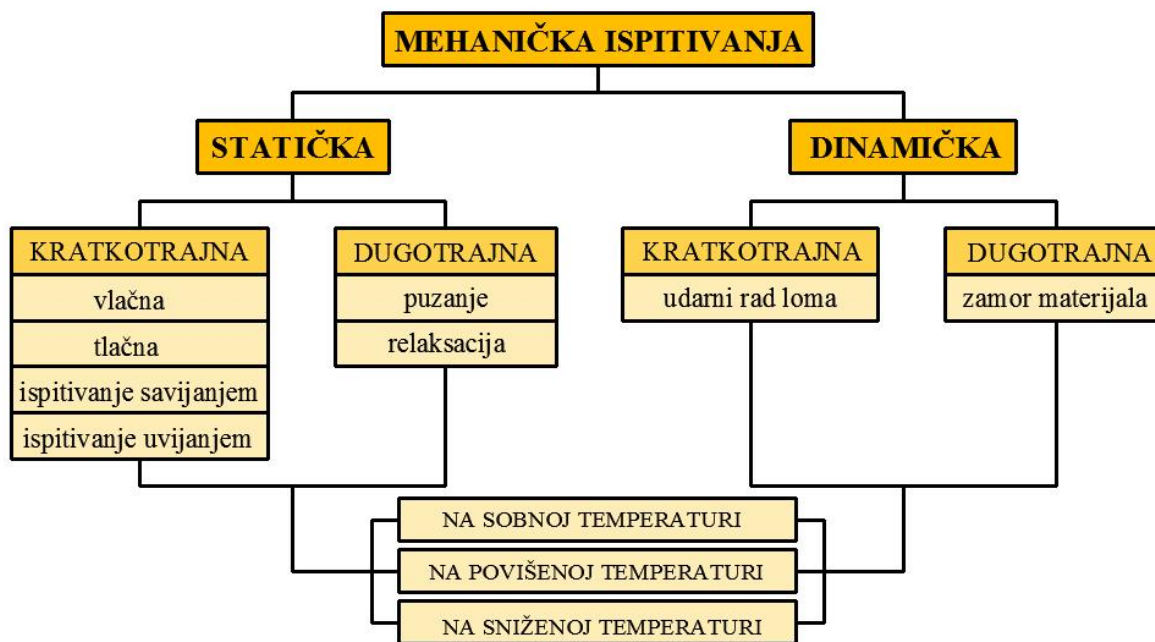 MEHANIČKA ISPITIVANJA
STATIČKA
DINAMIČKA
KRATKOTRAJNA
vlačna
tlačna
ispitivanje savijanjem
ispitivanje uvijanjem
DUGOTRAJNA
puzanje
relaksacija
KRATKOTRAJNA
udarni rad loma
DUGOTRAJNA
zamor materijala
NA SOBNOJ TEMPERATURI
NA POVIŠENOJ TEMPERATURI
NA SNIŽENOJ TEMPERATURI